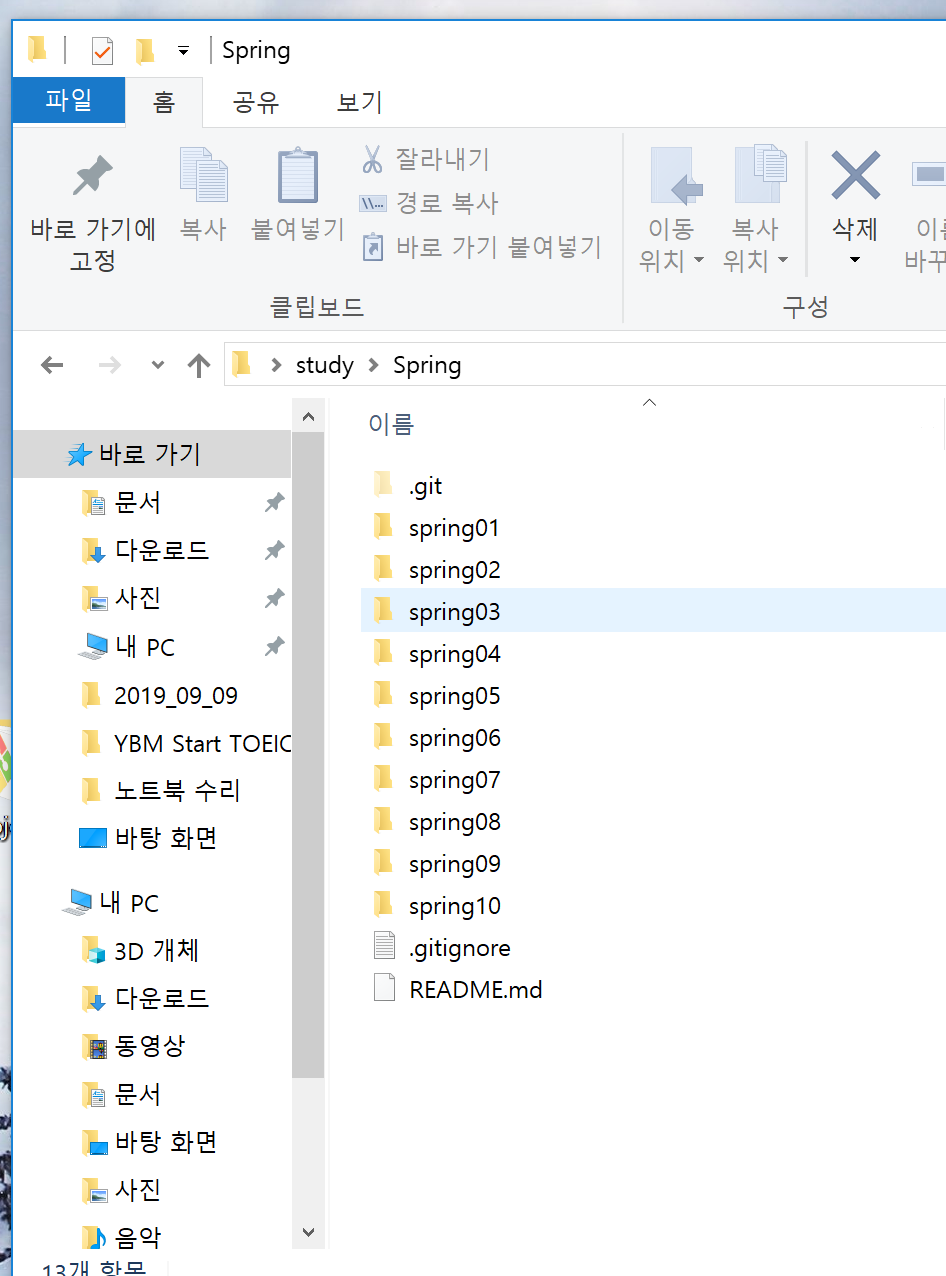 Spring
파일 홈 공유 보기
바로 가기에
고정
복사
붙여넣기
잘라내기
경로 복사
바로 가기 붙여넣기
클립보드
이동
위치
복사
위치
삭제
구성
study Spring
이름
바로 가기
문서
다운로드
사진
내 PC
2019_09_09
YBM Start TOEIC
노트북 수리
바탕 화면
내 PC
3D 개체
다운로드
동영상
문서
바탕 화면
사진
음악
.git
spring01
spring02
spring03
spring04
spring05
spring06
spring07
spring08
spring09
spring10
.gitignore
README.md
13개 항목